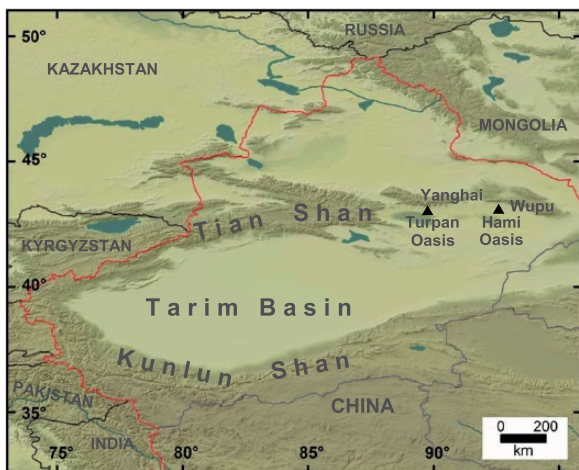 50°
RUSSIA
KAZAKHSTAN
MONGOLIA
45°
Yanghai
Wupu
Tian Shan
Turpan
Oasis
Hami
Oasis
KYRGYZSTAN
40°
Tarim Basin
Kunlun Shan
PAKISTAN
CHINA
35°
INDIA
75°
80°
85°
90°
0 200
km